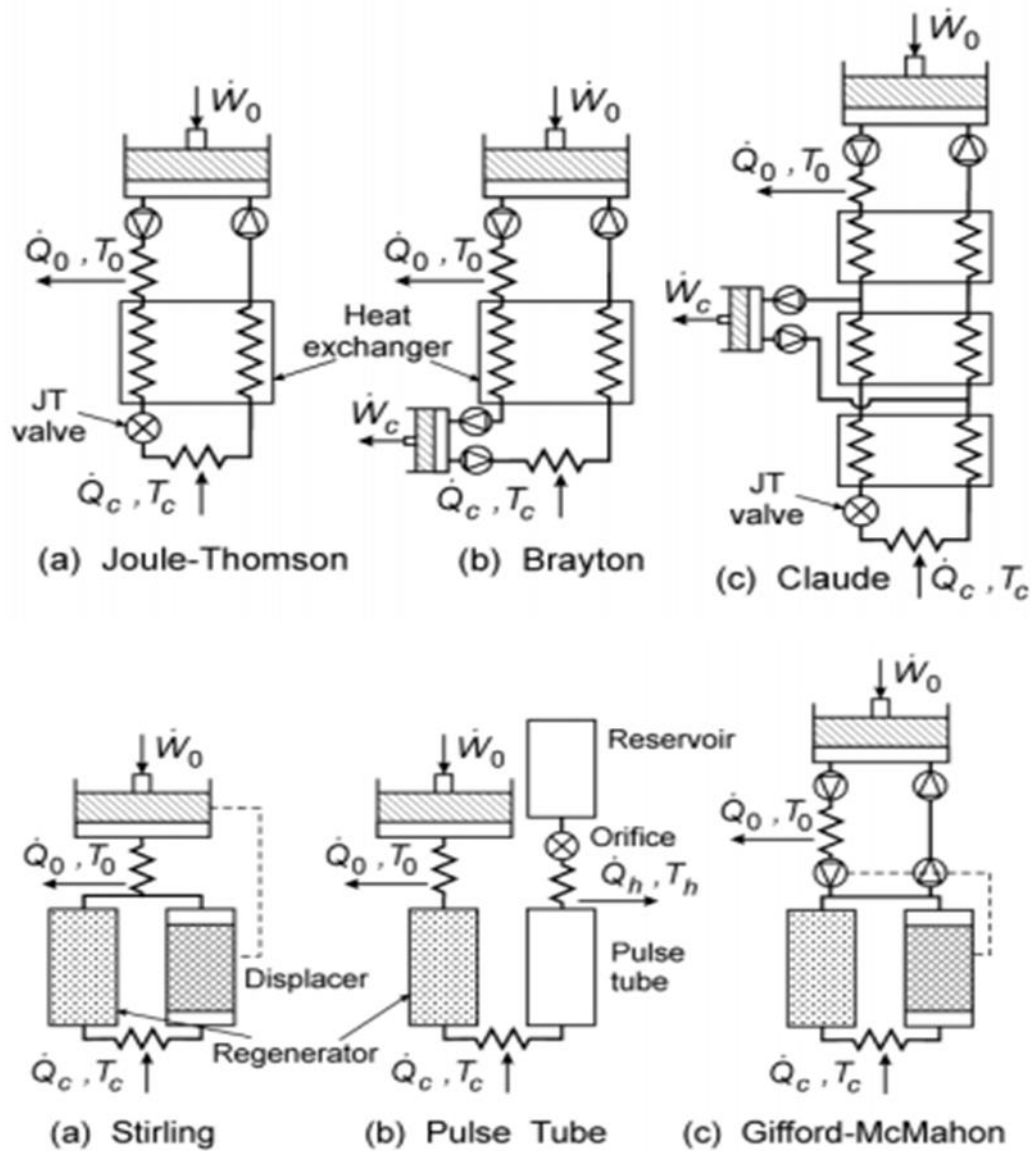 Ẇ0
Q̇0 , T0
JT
valve
Q̇c , Tc
(a) Joule-Thomson
Ẇ0
Q̇0 , T0
Heat
exchanger
Ẇc
Q̇c , Tc
(b) Brayton
Ẇ0
Q̇0 , T0
Ẇc
JT
valve
Q̇c , Tc
(c) Claude
Ẇ0
Q̇0 , T0
Displacer
Regenerator
Q̇c , Tc
(a) Stirling
Ẇ0
Reservoir
Orifice
Q̇0 , T0
Q̇h , Th
Pulse
tube
Q̇c , Tc
(b) Pulse Tube
Ẇ0
Q̇0 , T0
Q̇c , Tc
(c) Gifford-McMahon